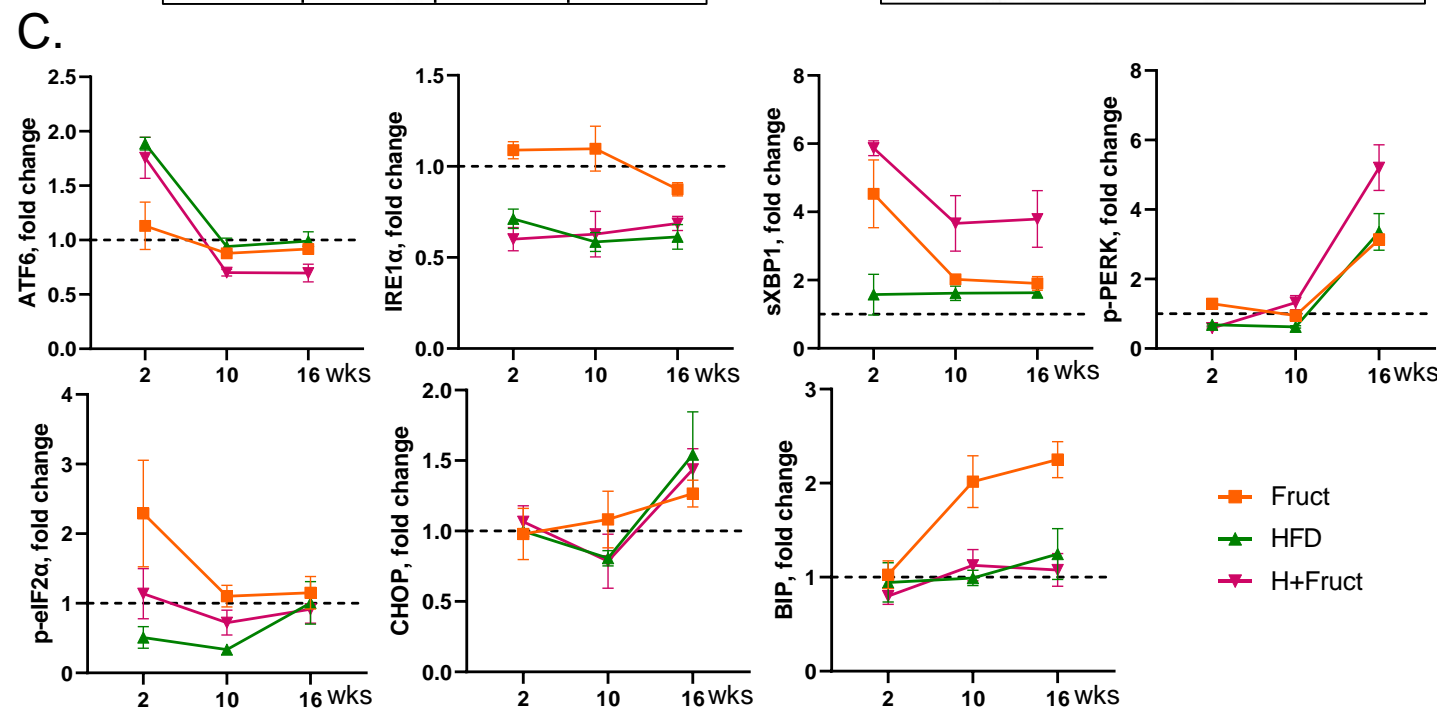 C.
ATF6, fold change
2.5
2.0
1.5
1.0
0.5
0.0
2 10 16 wks
IRE1α, fold change
1.5
1.0
0.5
0.0
2 10 16 wks
sXBP1, fold change
8
6
4
2
0
2 10 16 wks
p-PERK, fold change
8
6
4
2
0
2 10 16 wks
p-eIF2α, fold change
4
3
2
1
0
2 10 16 wks
CHOP, fold change
2.0
1.5
1.0
0.5
0.0
2 10 16 wks
BIP, fold change
3
2
1
0
2 10 16 wks
Fruct
HFD
H+Fruct